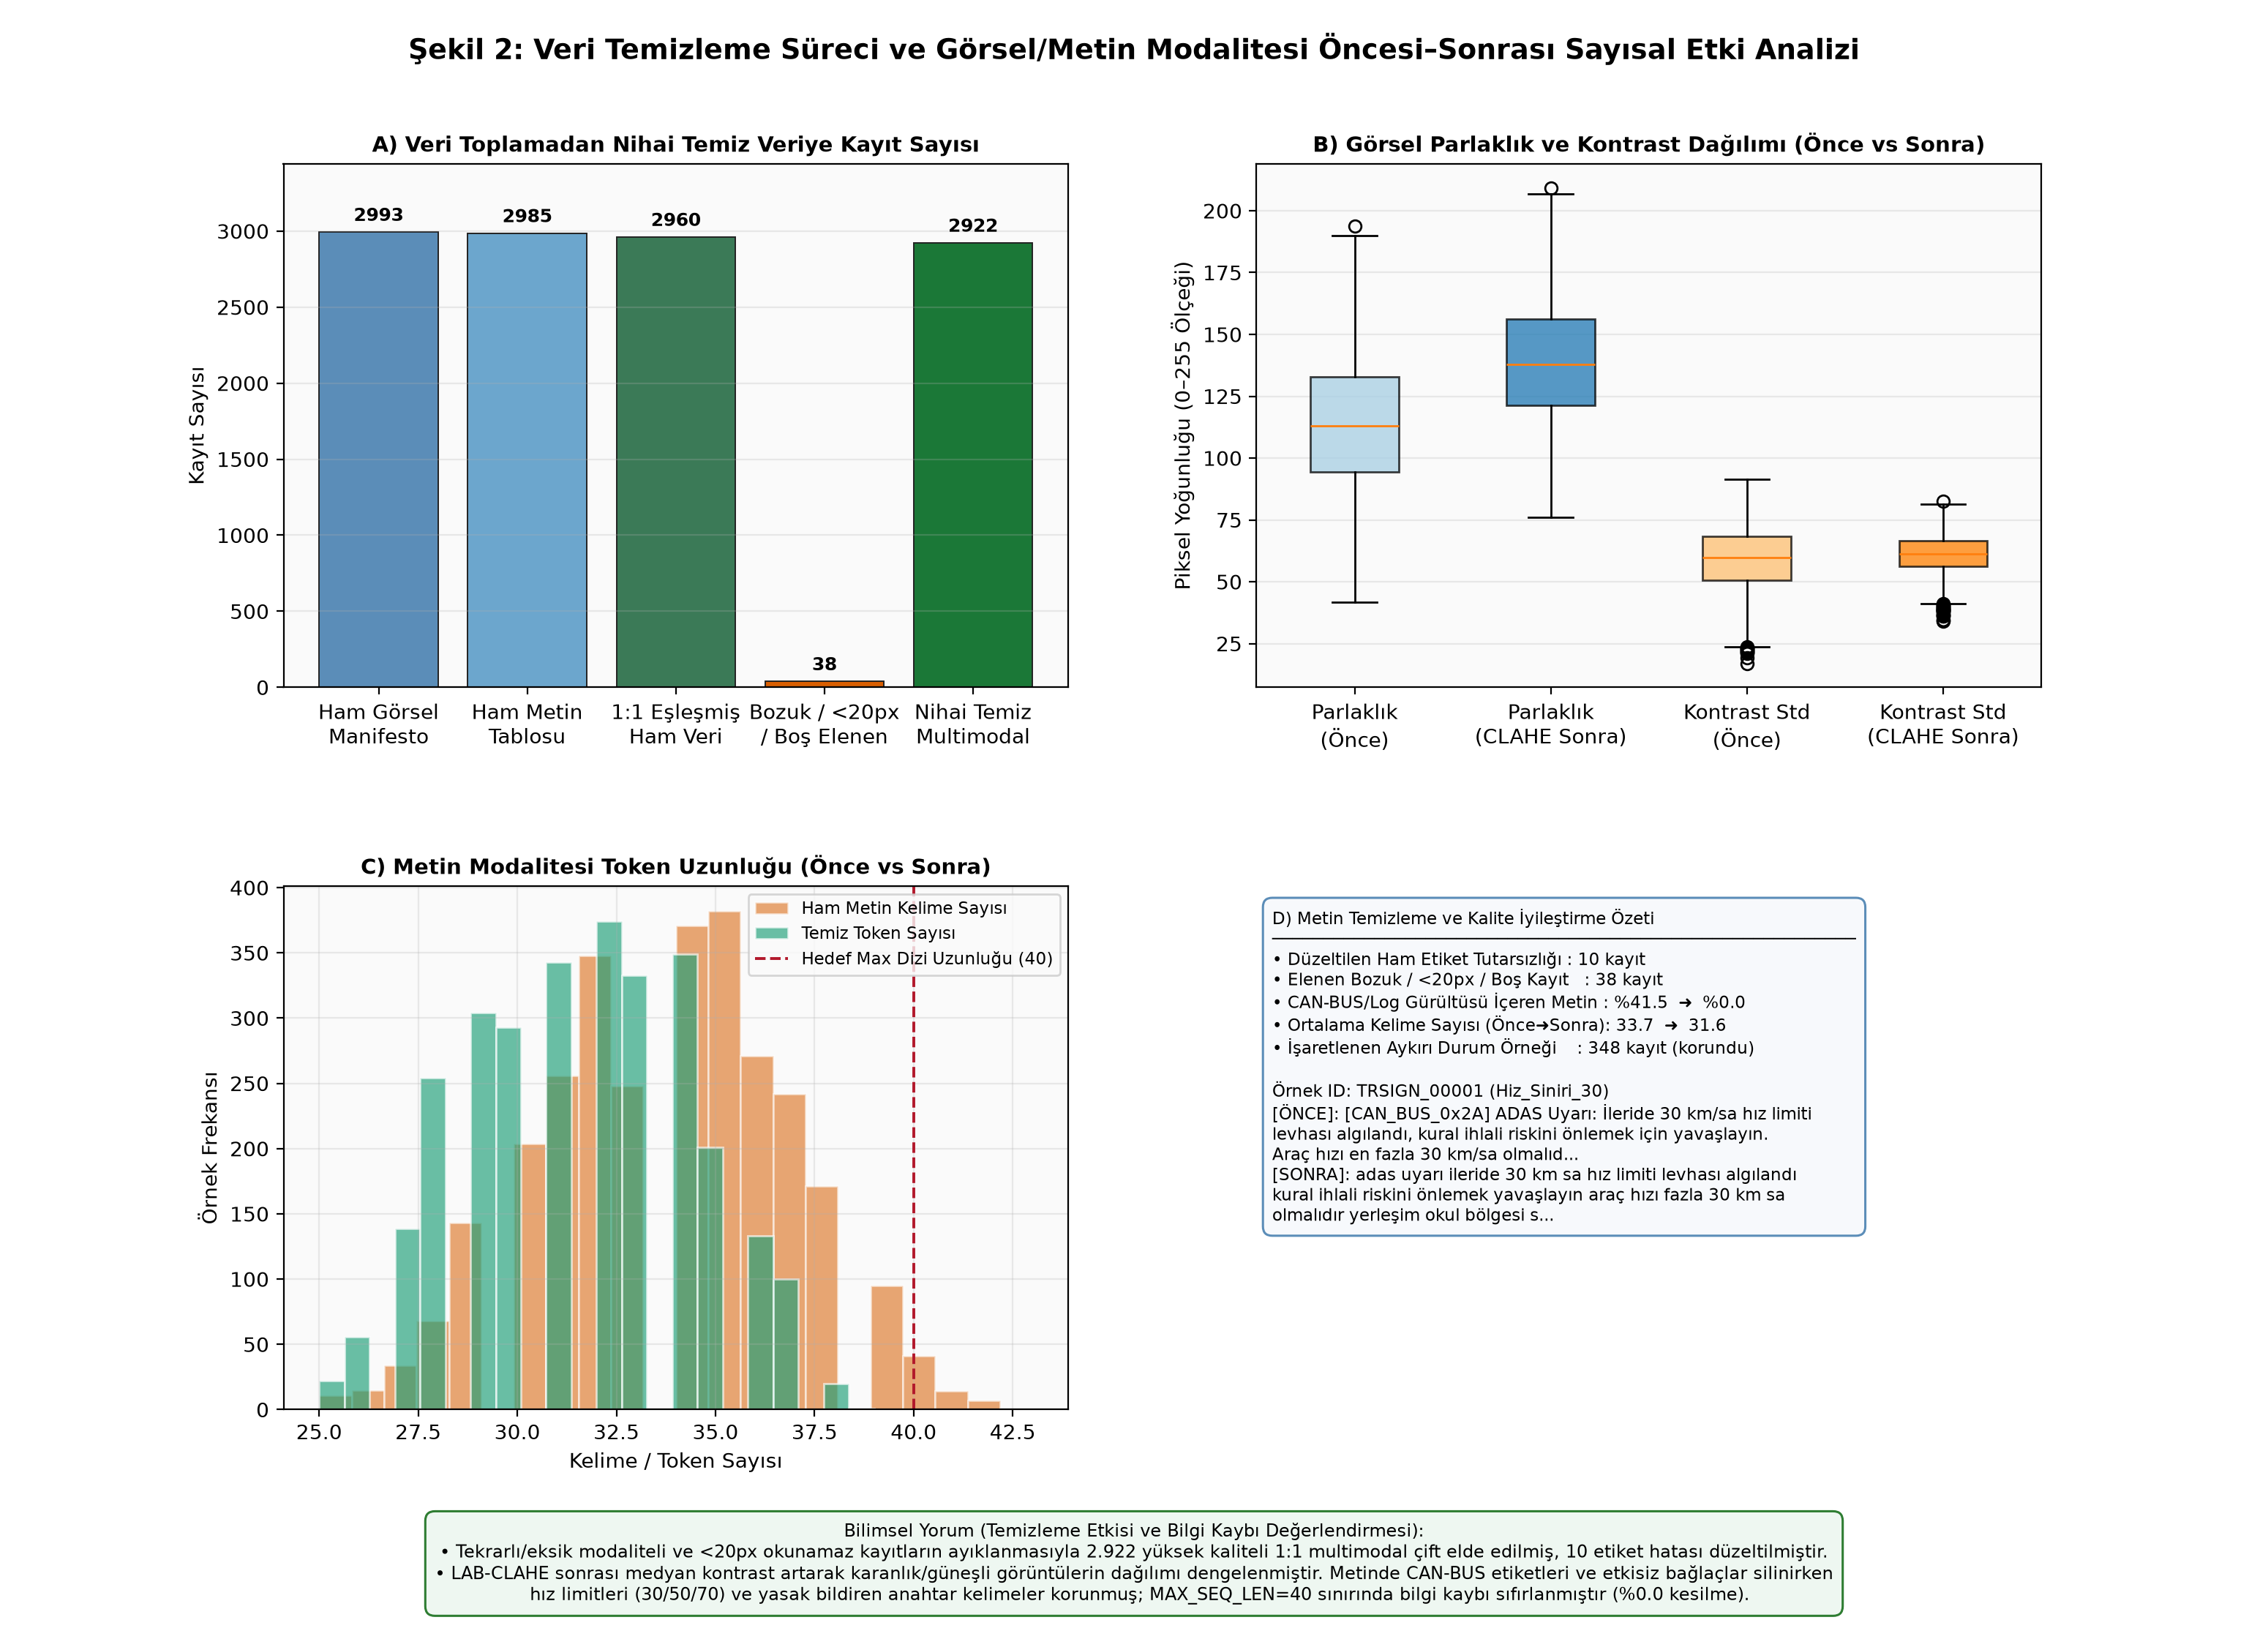 Şekil 2: Veri Temizleme Süreci ve Görsel/Metin Modalitesi Öncesi–Sonrası Sayısal Etki Analizi
A) Veri Toplamadan Nihai Temiz Veriye Kayıt Sayısı
Kayıt Sayısı
3000
2500
2000
1500
1000
500
0
2993
2985
2960
38
2922
Ham Görsel
Manifesto
Ham Metin
Tablosu
1:1 Eşleşmiş
Ham Veri
Bozuk / <20px
/ Boş Elenen
Nihai Temiz
Multimodal
B) Görsel Parlaklık ve Kontrast Dağılımı (Önce vs Sonra)
Piksel Yoğunluğu (0–255 Ölçeği)
200
175
150
125
100
75
50
25
Parlaklık
(Önce)
Parlaklık
(CLAHE Sonra)
Kontrast Std
(Önce)
Kontrast Std
(CLAHE Sonra)
C) Metin Modalitesi Token Uzunluğu (Önce vs Sonra)
Örnek Frekansı
400
350
300
250
200
150
100
50
0
Ham Metin Kelime Sayısı
Temiz Token Sayısı
Hedef Max Dizi Uzunluğu (40)
25.0
27.5
30.0
32.5
35.0
37.5
40.0
42.5
Kelime / Token Sayısı
D) Metin Temizleme ve Kalite İyileştirme Özeti
• Düzeltilen Ham Etiket Tutarsızlığı : 10 kayıt
• Elenen Bozuk / <20px / Boş Kayıt : 38 kayıt
• CAN-BUS/Log Gürültüsü İçeren Metin : %41.5 ➔ %0.0
• Ortalama Kelime Sayısı (Önce➔Sonra): 33.7 ➔ 31.6
• İşaretlenen Aykırı Durum Örneği : 348 kayıt (korundu)
Örnek ID: TRSIGN_00001 (Hiz_Siniri_30)
[ÖNCE]: [CAN_BUS_0x2A] ADAS Uyarı: İleride 30 km/sa hız limiti
levhası algılandı, kural ihlali riskini önlemek için yavaşlayın.
Araç hızı en fazla 30 km/sa olmalıd...
[SONRA]: adas uyarı ileride 30 km sa hız limiti levhası algılandı
kural ihlali riskini önlemek yavaşlayın araç hızı fazla 30 km sa
olmalıdır yerleşim okul bölgesi s...
Bilimsel Yorum (Temizleme Etkisi ve Bilgi Kaybı Değerlendirmesi):
• Tekrarlı/eksik modaliteli ve <20px okunamaz kayıtların ayıklanmasıyla 2.922 yüksek kaliteli 1:1 multimodal çift elde edilmiş, 10 etiket hatası düzeltilmiştir.
• LAB-CLAHE sonrası medyan kontrast artarak karanlık/güneşli görüntülerin dağılımı dengelenmiştir. Metinde CAN-BUS etiketleri ve etkisiz bağlaçlar silinirken
hız limitleri (30/50/70) ve yasak bildiren anahtar kelimeler korunmuş; MAX_SEQ_LEN=40 sınırında bilgi kaybı sıfırlanmıştır (%0.0 kesilme).